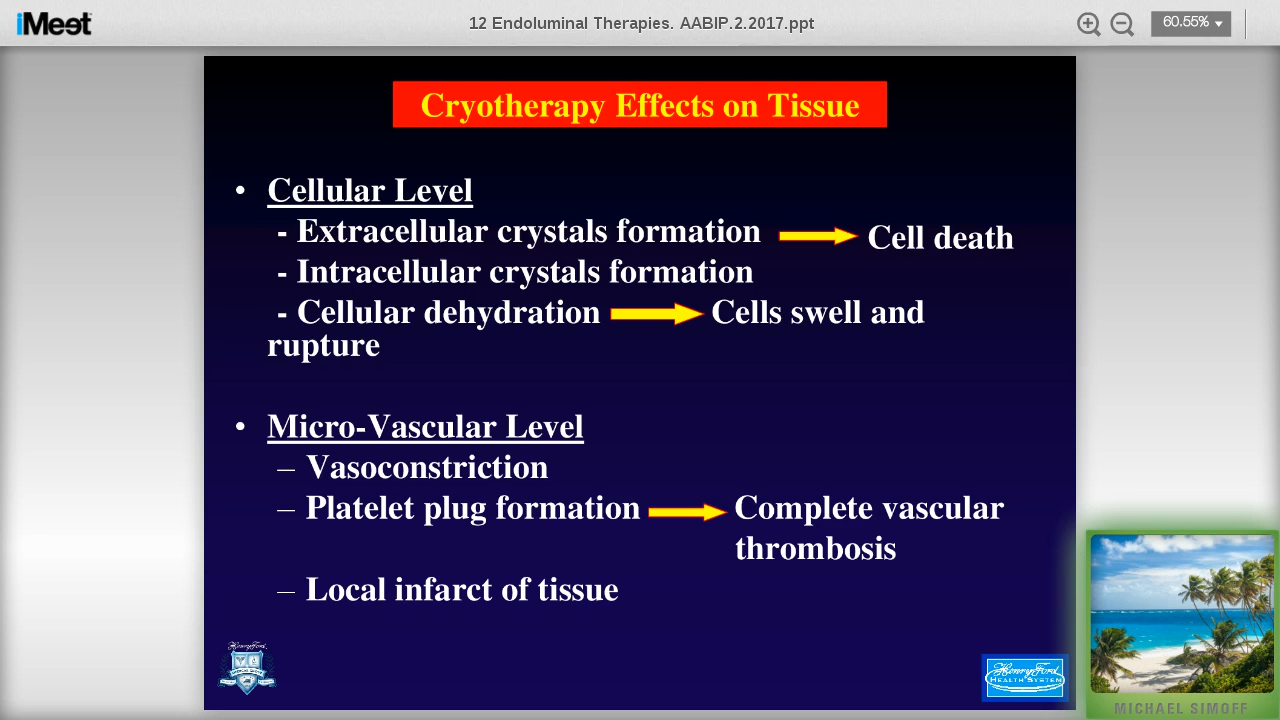 iMeet
12 Endoluminal Therapies. AABIP.2.2017.ppt
60.55%
Cryotherapy Effects on Tissue
• Cellular Level
- Extracellular crystals formation Cell death
- Intracellular crystals formation
- Cellular dehydration Cells swell and
rupture
• Micro-Vascular Level
– Vasoconstriction
– Platelet plug formation Complete vascular
thrombosis
– Local infarct of tissue
Henry Ford
Henry Ford
HEALTH SYSTEM
MICHAEL SIMOFF